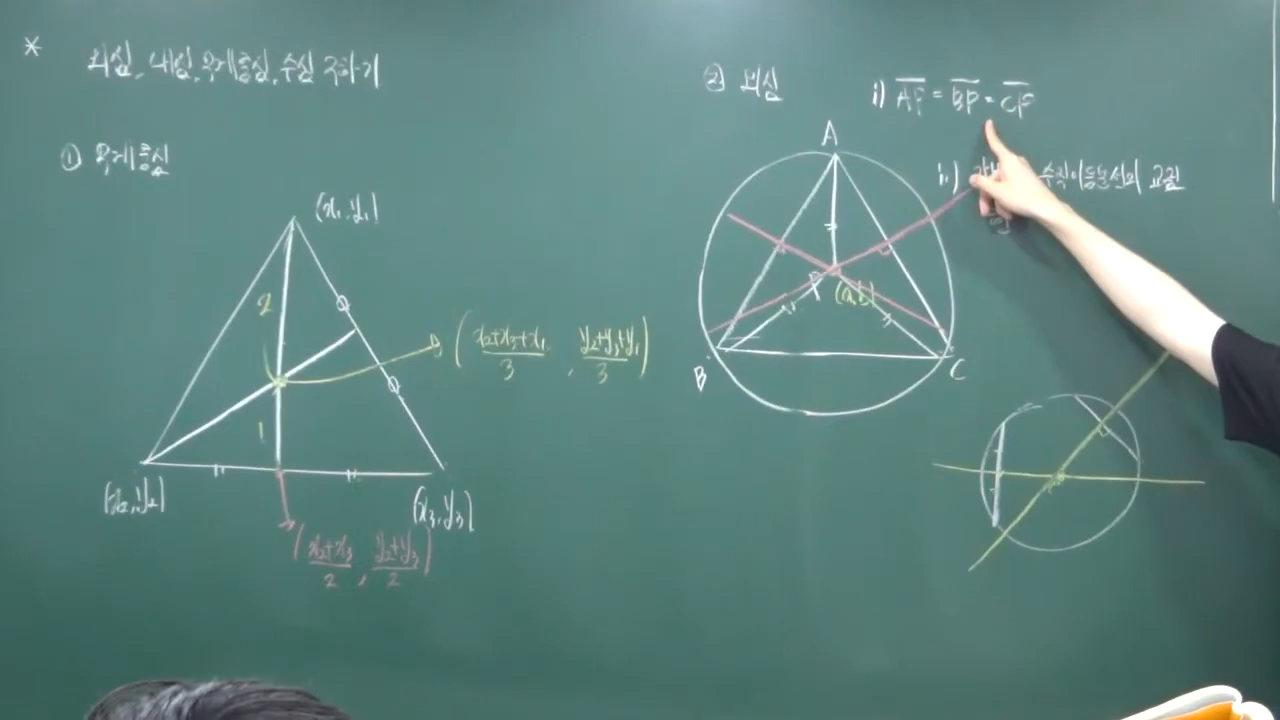 * 외심, 내심, 무게중심, 수심 구하기
① 무게중심
(x₁, y₁)
2
1
(x₂, y₂)
(x₃, y₃)
(x₂+x₃+x₁/3, y₂+y₃+y₁/3)
(x₂+x₃/2, y₂+y₃/2)
② 외심
i) AP = BP = CP
ii) 수직이등분선의 교점
A
P
(a,b)
B
C